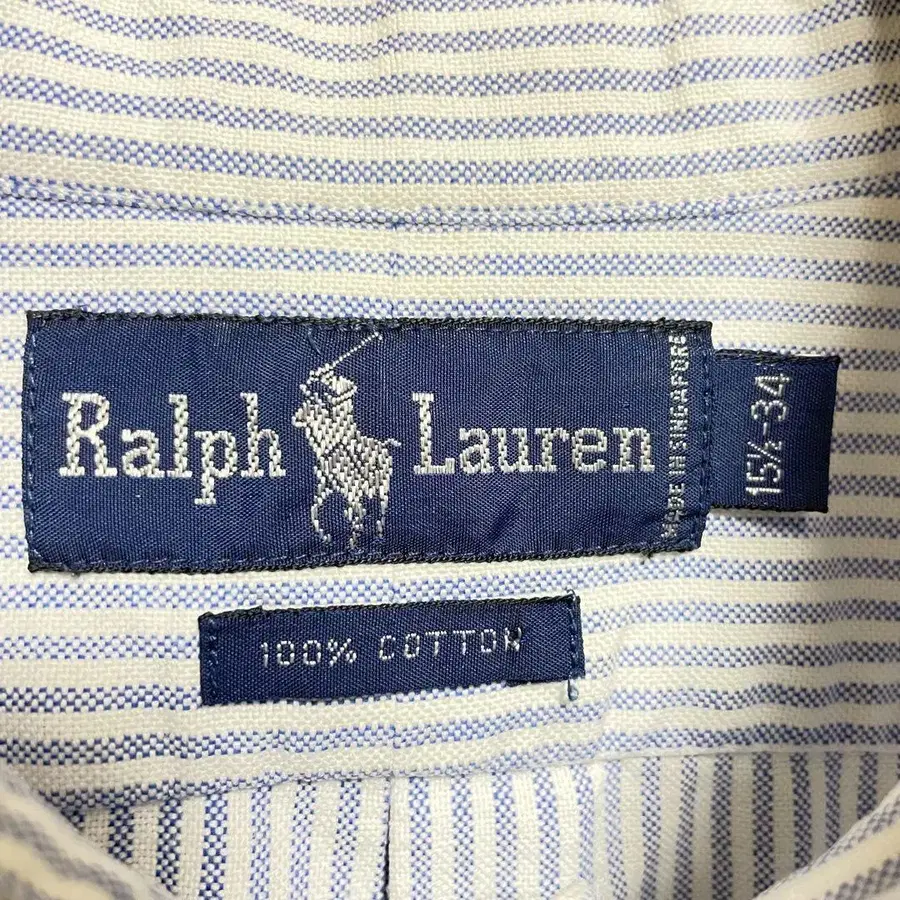 Ralph Lauren
MADE IN SINGAPORE
15½-34
100% COTTON